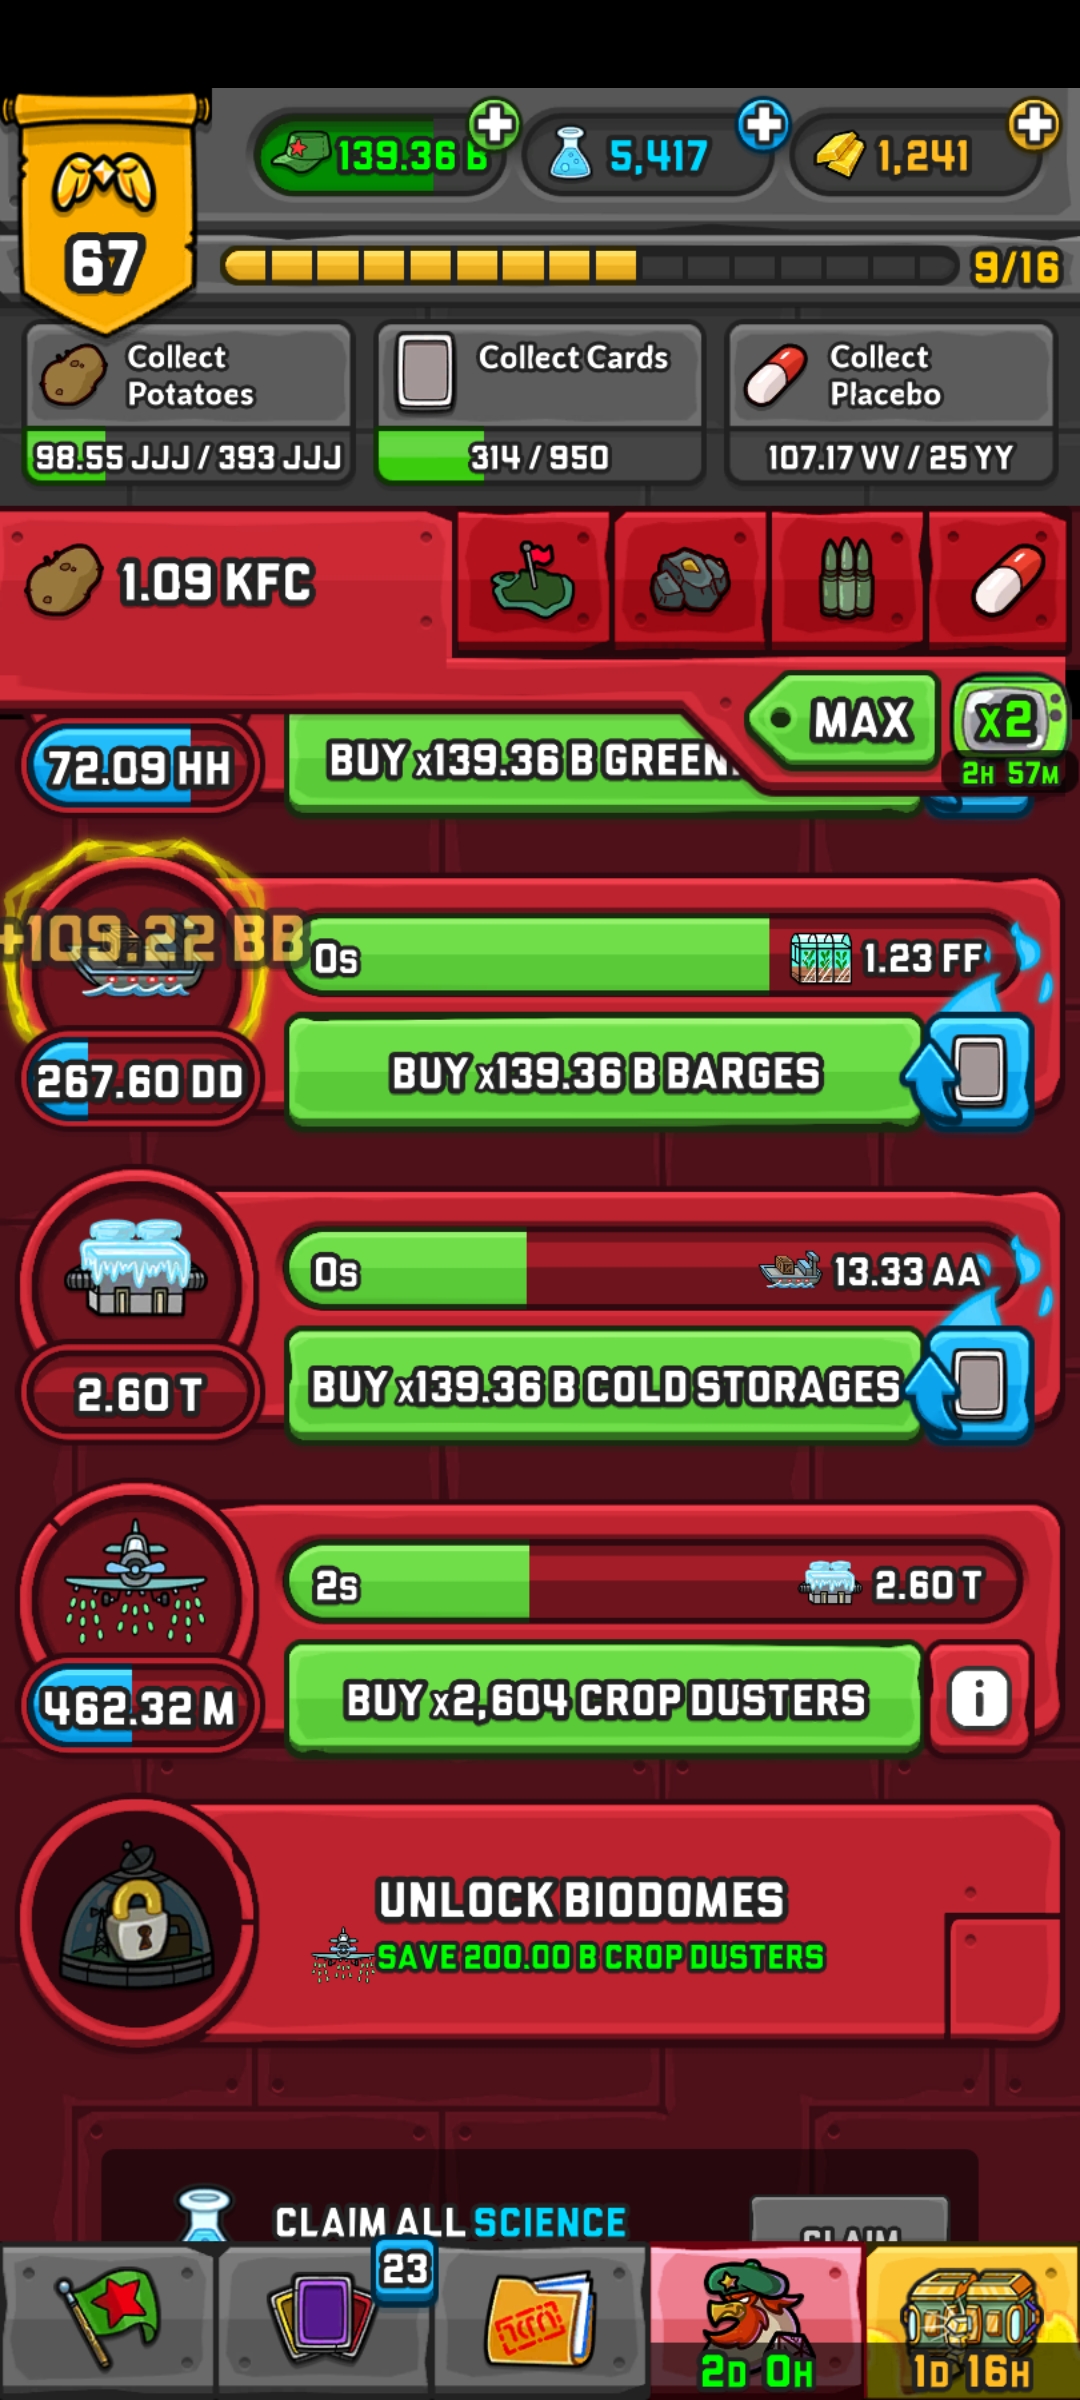 139.36 B
5,417
1,241
67
9/16
Collect
Potatoes
98.55 JJJ / 393 JJJ
Collect Cards
314 / 950
Collect
Placebo
107.17 VV / 25 YY
1.09 KFC
MAX
x2
2H 57M
72.09 HH
BUY x139.36 B GREEN
+109.22 BB
0s
1.23 FF
267.60 DD
BUY x139.36 B BARGES
0s
13.33 AA
2.60 T
BUY x139.36 B COLD STORAGES
2s
2.60 T
462.32 M
BUY x2,604 CROP DUSTERS
i
UNLOCK BIODOMES
SAVE 200.00 B CROP DUSTERS
CLAIM ALL SCIENCE
CLAIM
23
2D 0H
1D 16H